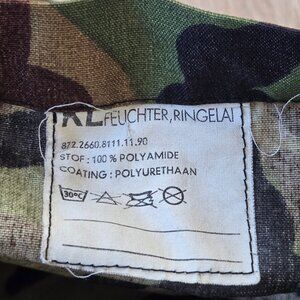 KL FEUCHTER, RINGELAI
872.2660.8111.11.90
STOF : 100 % POLYAMIDE
COATING : POLYURETHAAN
30°C